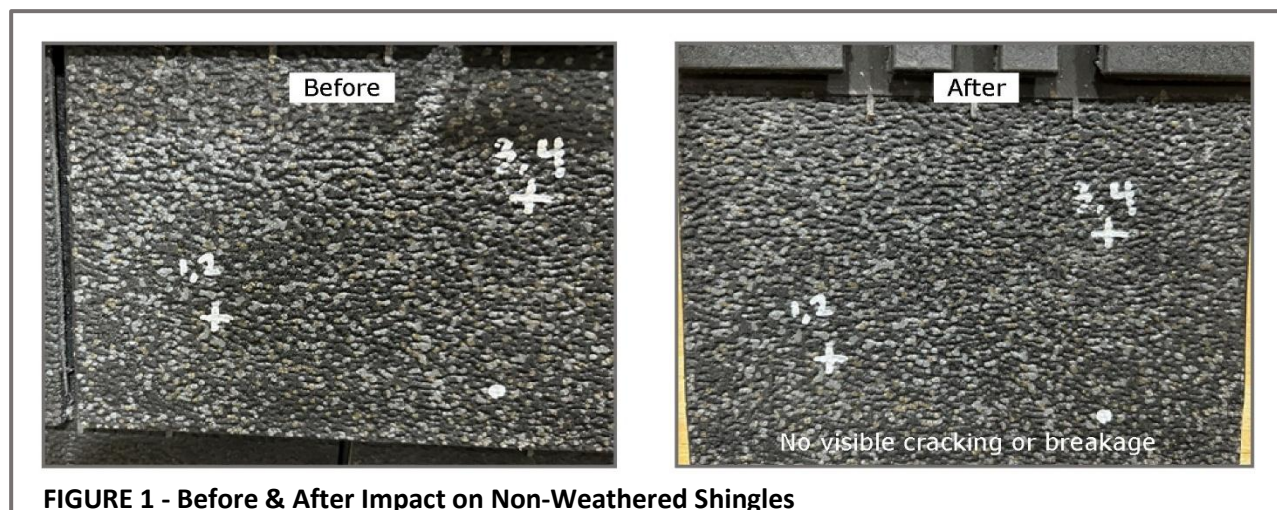 Before
3,4
1,2
After
3,4
1,2
No visible cracking or breakage
FIGURE 1 - Before & After Impact on Non-Weathered Shingles